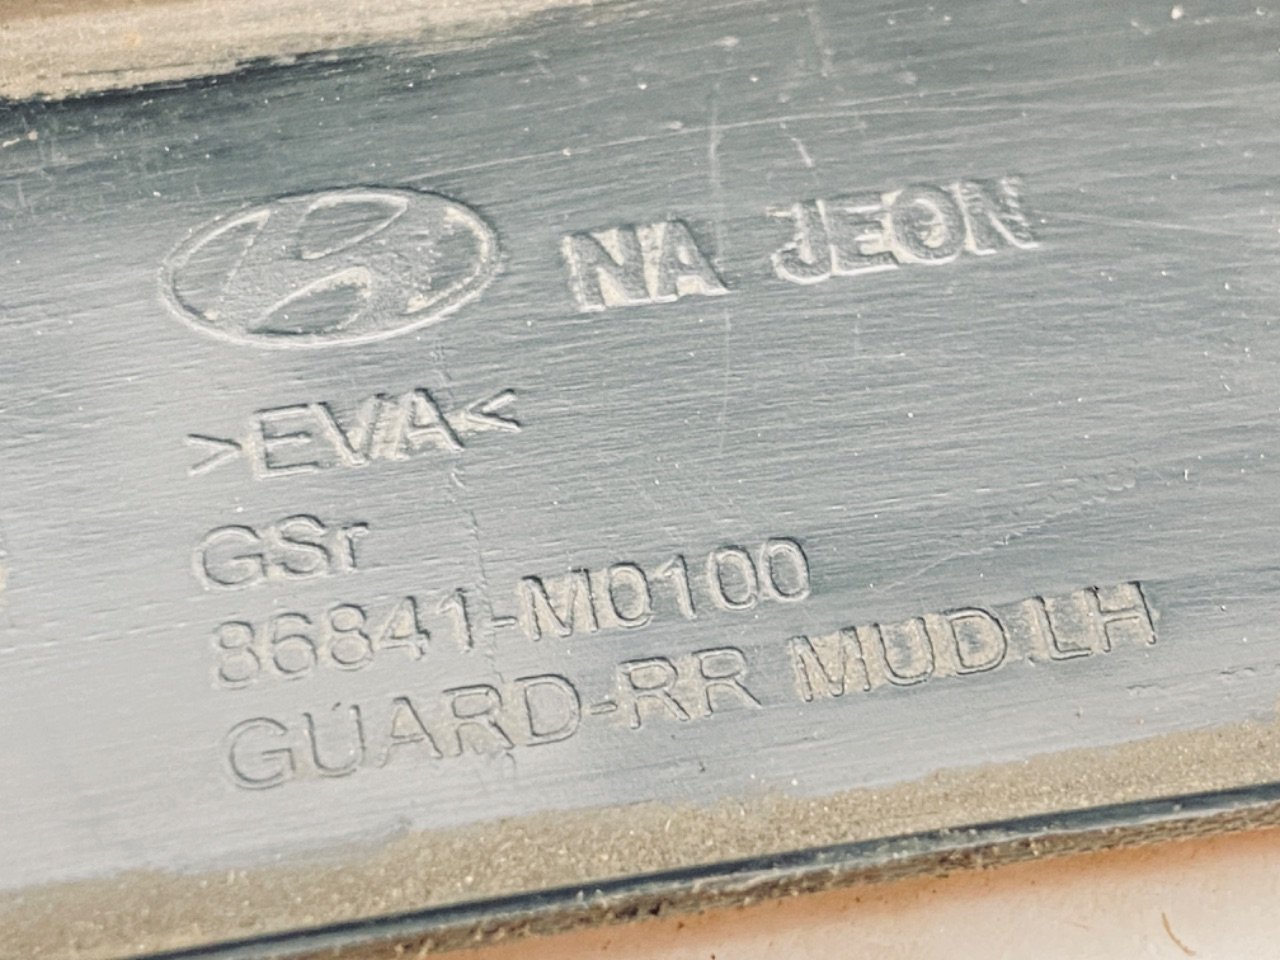 NA JEON
>EVA<
GSr
86841-M0100
GUARD-RR MUD.LH